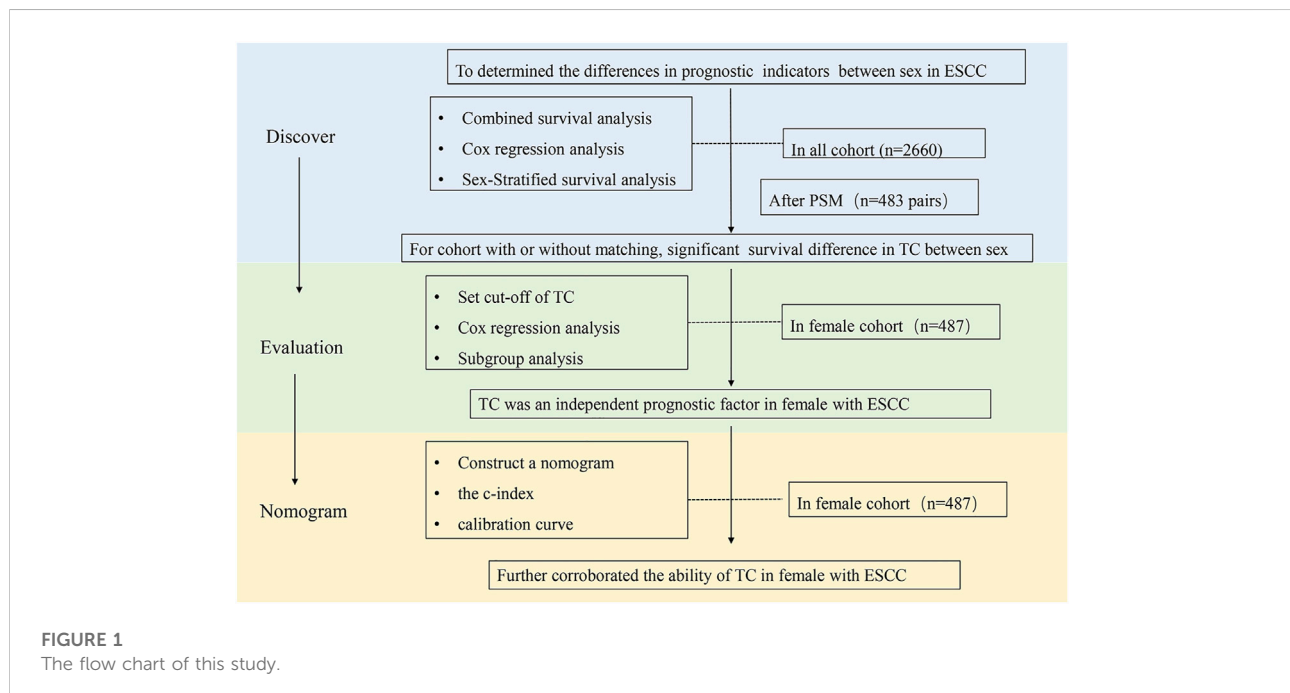 To determined the differences in prognostic indicators between sex in ESCC
Discover
• Combined survival analysis
• Cox regression analysis
• Sex-Stratified survival analysis
In all cohort (n=2660)
After PSM（n=483 pairs）
For cohort with or without matching, significant survival difference in TC between sex
Evaluation
• Set cut-off of TC
• Cox regression analysis
• Subgroup analysis
In female cohort（n=487）
TC was an independent prognostic factor in female with ESCC
Nomogram
• Construct a nomogram
• the c-index
• calibration curve
In female cohort（n=487）
Further corroborated the ability of TC in female with ESCC
FIGURE 1
The flow chart of this study.